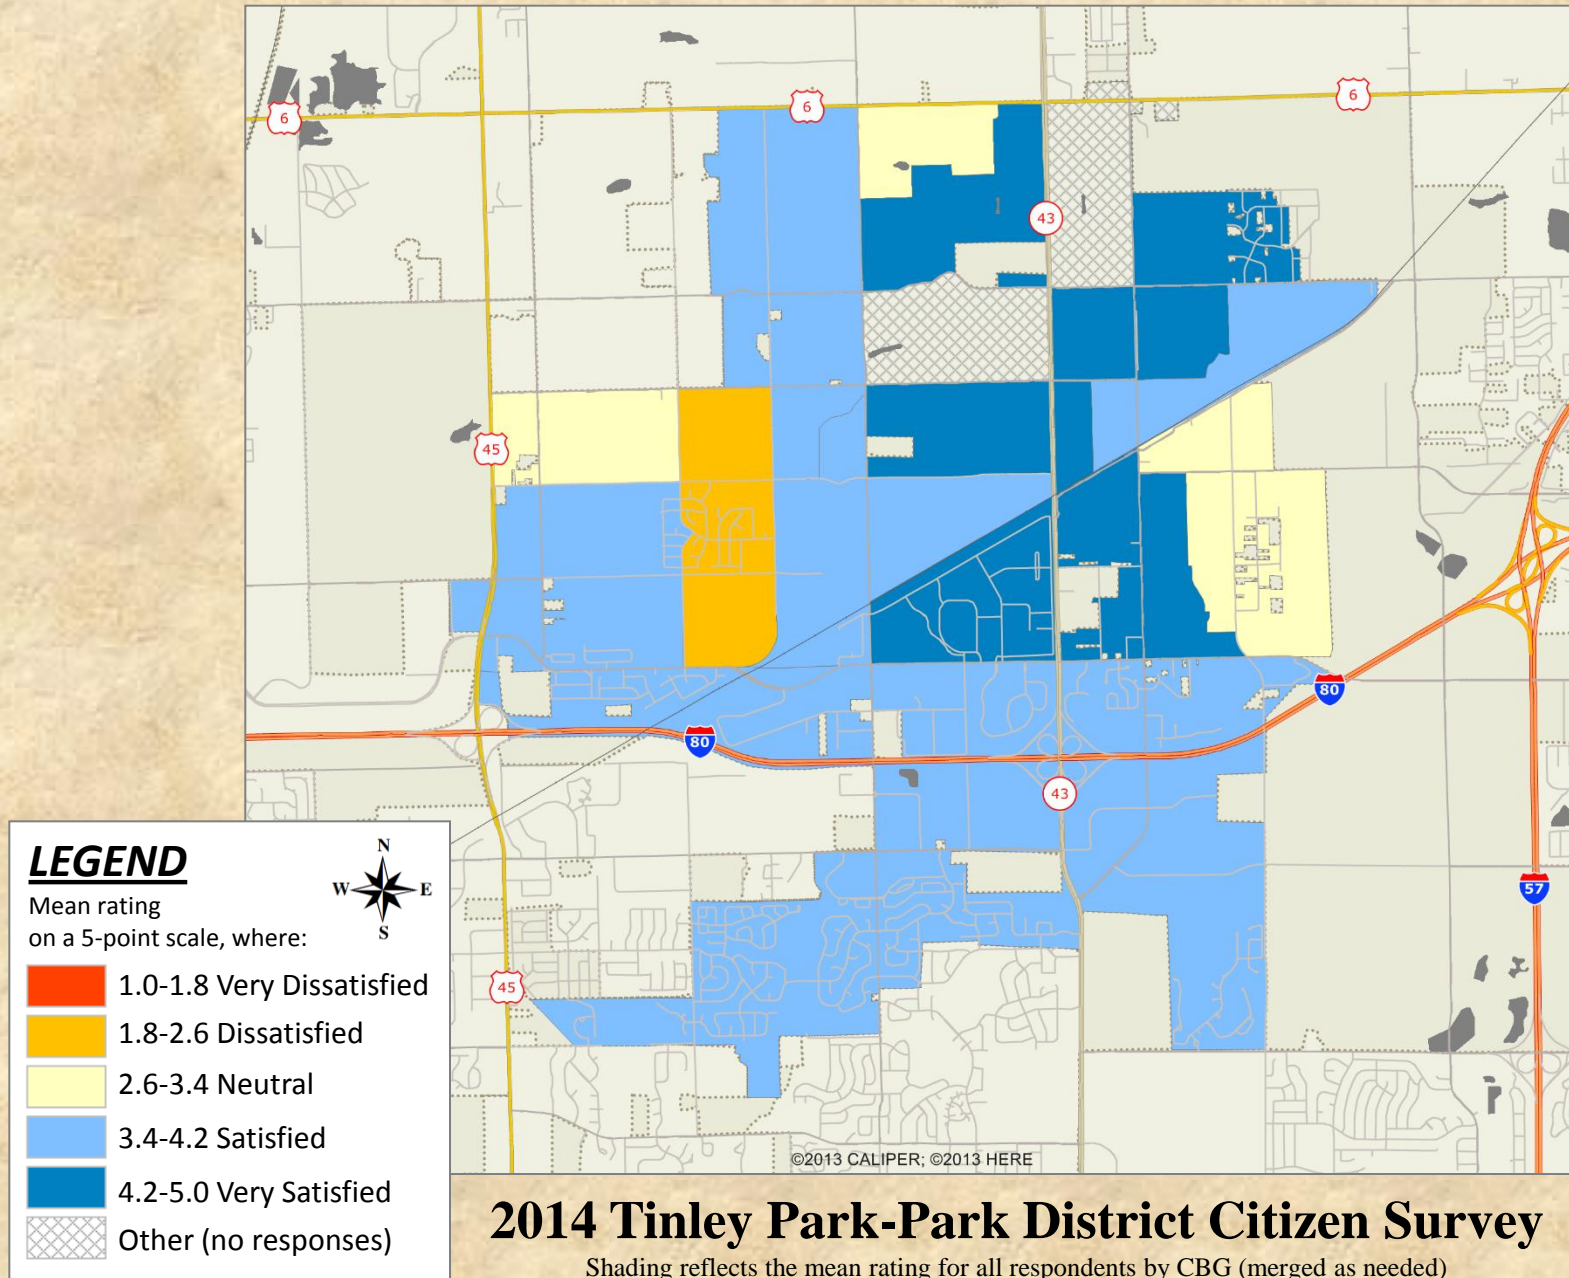 6
6
6
43
45
80
80
43
57
45
©2013 CALIPER; ©2013 HERE
LEGEND
N
W E
S
Mean rating
on a 5-point scale, where:
1.0-1.8 Very Dissatisfied
1.8-2.6 Dissatisfied
2.6-3.4 Neutral
3.4-4.2 Satisfied
4.2-5.0 Very Satisfied
Other (no responses)
2014 Tinley Park-Park District Citizen Survey
Shading reflects the mean rating for all respondents by CBG (merged as needed)